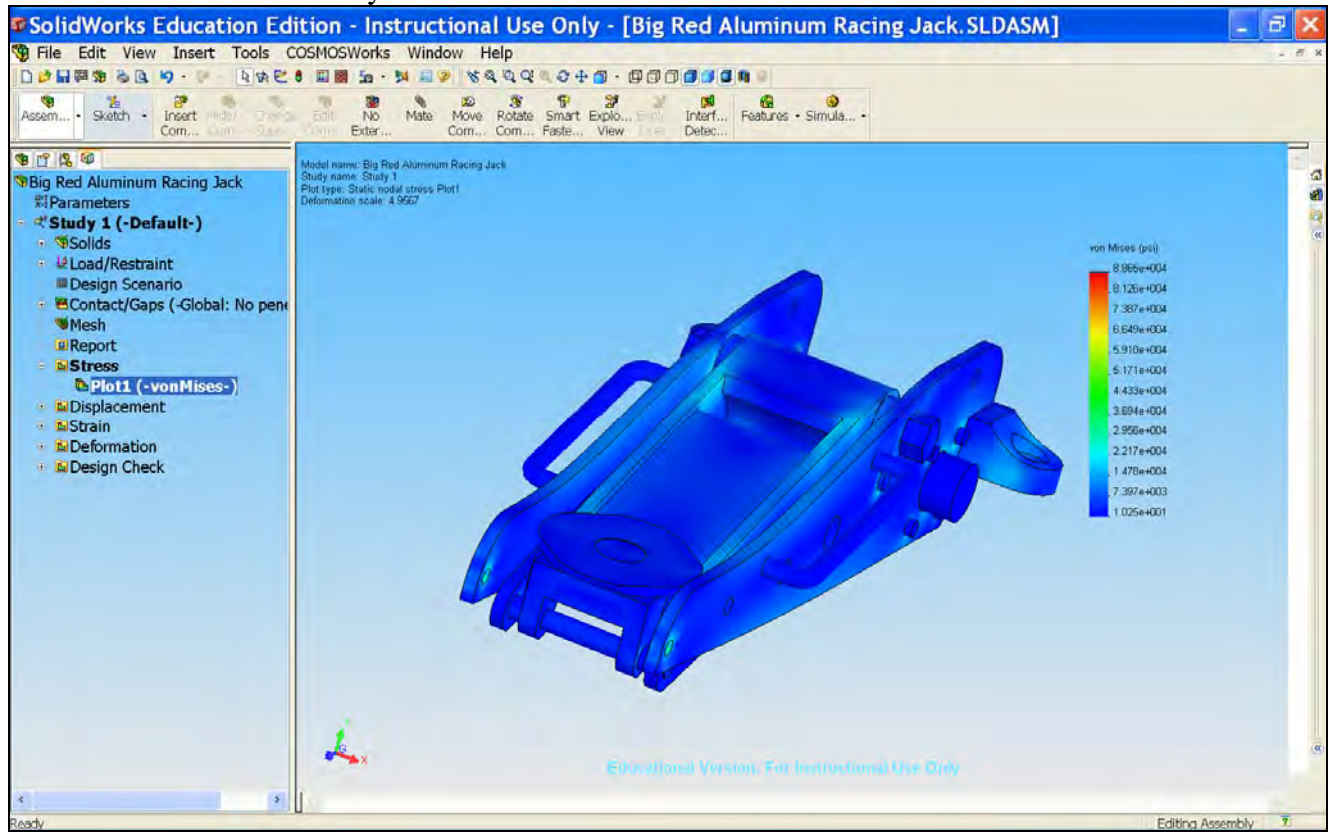 SolidWorks Education Edition - Instructional Use Only - [Big Red Aluminum Racing Jack.SLDASM]
File Edit View Insert Tools COSMOSWorks Window Help
Assem... Sketch Insert Com... Edit No Exter... Mate Move Com... Rotate Com... Smart Faste... Explo... View Interf... Detec... Features Simula...
Big Red Aluminum Racing Jack
Parameters
Study 1 (-Default-)
Solids
Load/Restraint
Design Scenario
Contact/Gaps (-Global: No pene
Mesh
Report
Stress
Plot1 (-vonMises-)
Displacement
Strain
Deformation
Design Check
Model name: Big Red Aluminum Racing Jack
Study name: Study 1
Plot type: Static nodal stress Plot1
Deformation scale: 4.9567
von Mises (psi)
8.865e+004
8.126e+004
7.387e+004
6.649e+004
5.910e+004
5.171e+004
4.433e+004
3.694e+004
2.956e+004
2.217e+004
1.478e+004
7.397e+003
1.025e+001
X
Educational Version. For Instructional Use Only
Ready
Editing Assembly